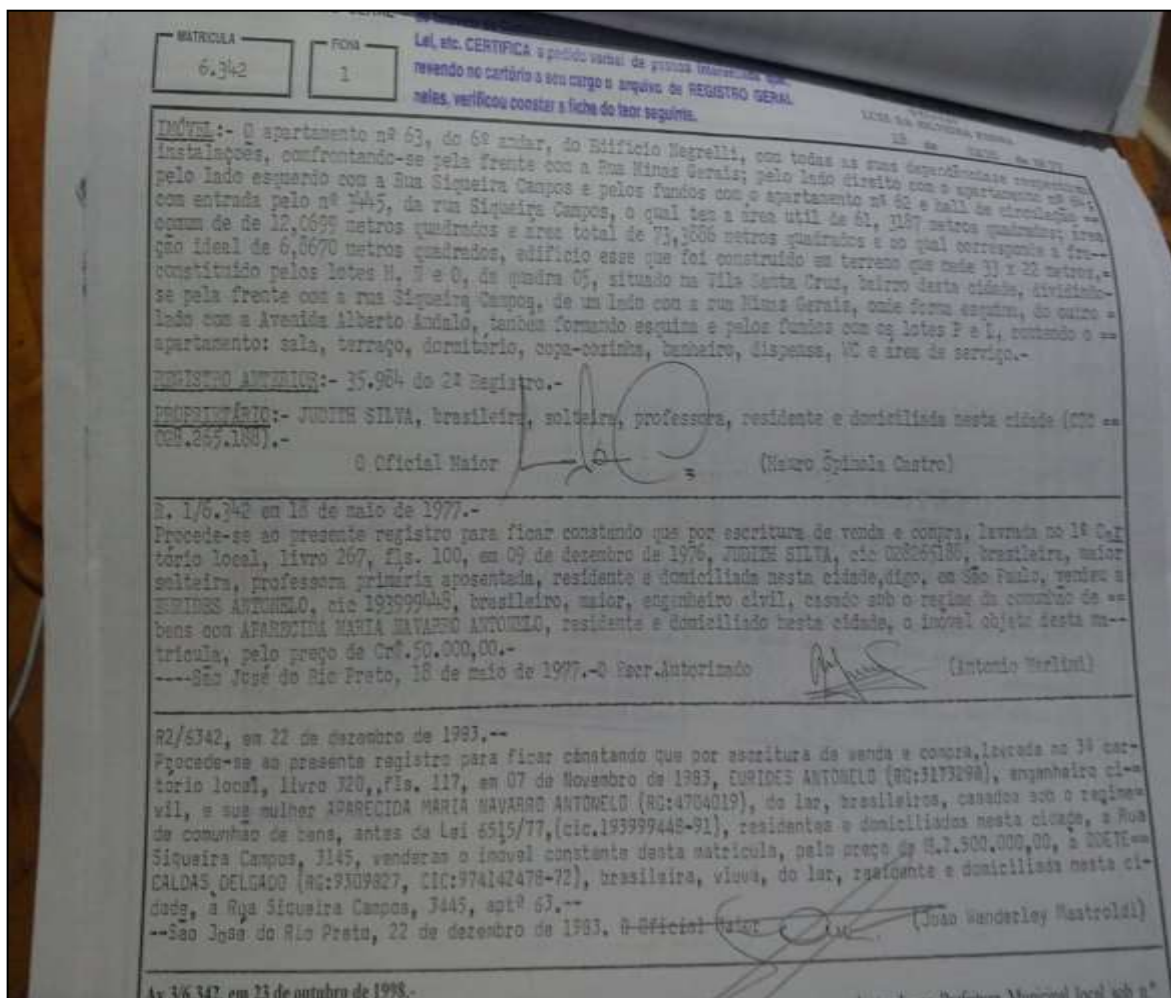 MATRÍCULA
6.342
FICHA
1
Lei, etc. CERTIFICA a pedido verbal de pessoa interessada que,
revendo no cartório a seu cargo o arquivo de REGISTRO GERAL
neles, verificou constar a ficha do teor seguinte.
IMÓVEL:- O apartamento nº 63, do 6º andar, do Edifício Negrelli, com todas as suas dependências e respectivas
instalações, confrontando-se pela frente com a Rua Minas Gerais; pelo lado direito com o apartamento nº 64;
pelo lado esquerdo com a Rua Siqueira Campos e pelos fundos com o apartamento nº 62 e hall de circulação ==
com entrada pelo nº 3445, da rua Siqueira Campos, o qual tem a área util de 61, 3187 metros quadrados; área
comum de de 12,0699 metros quadrados e area total de 73,3886 metros quadrados e ao qual corresponde a fra--
ção ideal de 6,8670 metros quadrados, edificio esse que foi construido em terreno que mede 33 x 22 metros,=
constituido pelos lotes M, N e O, da quadra 05, situado na Vila Santa Cruz, bairro desta cidade, dividindo-
se pela frente com a rua Siqueira Campos, de um lado com a rua Minas Gerais, onde forma esquina, do outro =
lado com a Avenida Alberto Andalo, tanben formando esquina e pelos fundos com os lotes P e L, contendo o ==
apartamento: sala, terraço, dormitório, copa-cozinha, banheiro, dispensa, WC e area de serviço.-
REGISTRO ANTERIOR:- 35.984 do 2º Registro.-
PROPRIETÁRIO:- JUDITH SILVA, brasileira, solteira, professora, residente e domiciliada neste cidade (CIC ==
028.265.188).-
O Oficial Maior
(Mauro Spinola Castro)
R. 1/6.342 em 18 de maio de 1977.-
Procede-se ao presente registro para ficar constando que por escritura de venda e compra, lavrada no 1º Car
tório local, livro 267, fls. 100, em 09 de dezembro de 1976, JUDITH SILVA, cic 028265188, brasileira, maior
solteira, professora primária aposentada, residente e domiciliada nesta cidade,digo, em São Paulo, vendeu a
EURIDES ANTONELO, cic 193999448, brasileiro, maior, engenheiro civil, casado sob o regime da comunhão de ==
bens com APARECIDA MARIA NAVARRO ANTONELO, residente e domiciliado nesta cidade, o imóvel objeto desta ma--
tricula, pelo preço de Cr$.50.000,00.-
----São José do Rio Preto, 18 de maio de 1977.-O Escr.Autorizado
(Antonio Merlini)
R2/6342, em 22 de dezembro de 1983.--
Procede-se ao presente registro para ficar constando que por escritura de venda e compra,lavrada no 3º car-
torio local, livro 320,,fls. 117, em 07 de Novembro de 1983, EURIDES ANTONELO (RG:3173298), engenheiro ci-=
vil, e sua mulher APARECIDA MARIA NAVARRO ANTONELO (RG:4704019), do lar, brasileiros, casados sob o regime=
de comunhão de bens, antes da Lei 6515/77,(cic.193999448-91), residentes e domiciliados nesta cidade, a Rua
Siqueira Campos, 3145, venderam o imovel constante desta matricula, pelo preço de 2.500.000,00, à ODETE==
CALDAS DELGADO (RG:9309827, CIC:974142478-72), brasileira, viuva, do lar, residente e domiciliada nesta ci-
dade, a Rua Siqueira Campos, 3445, aptº 63.--
--São José do Rio Preto, 22 de dezembro de 1983. O Oficial Maior
(João Wanderley Mastroldi)
Av 3/6.342, em 23 de outubro de 1998.-
Prefeitura Municipal local sob nº